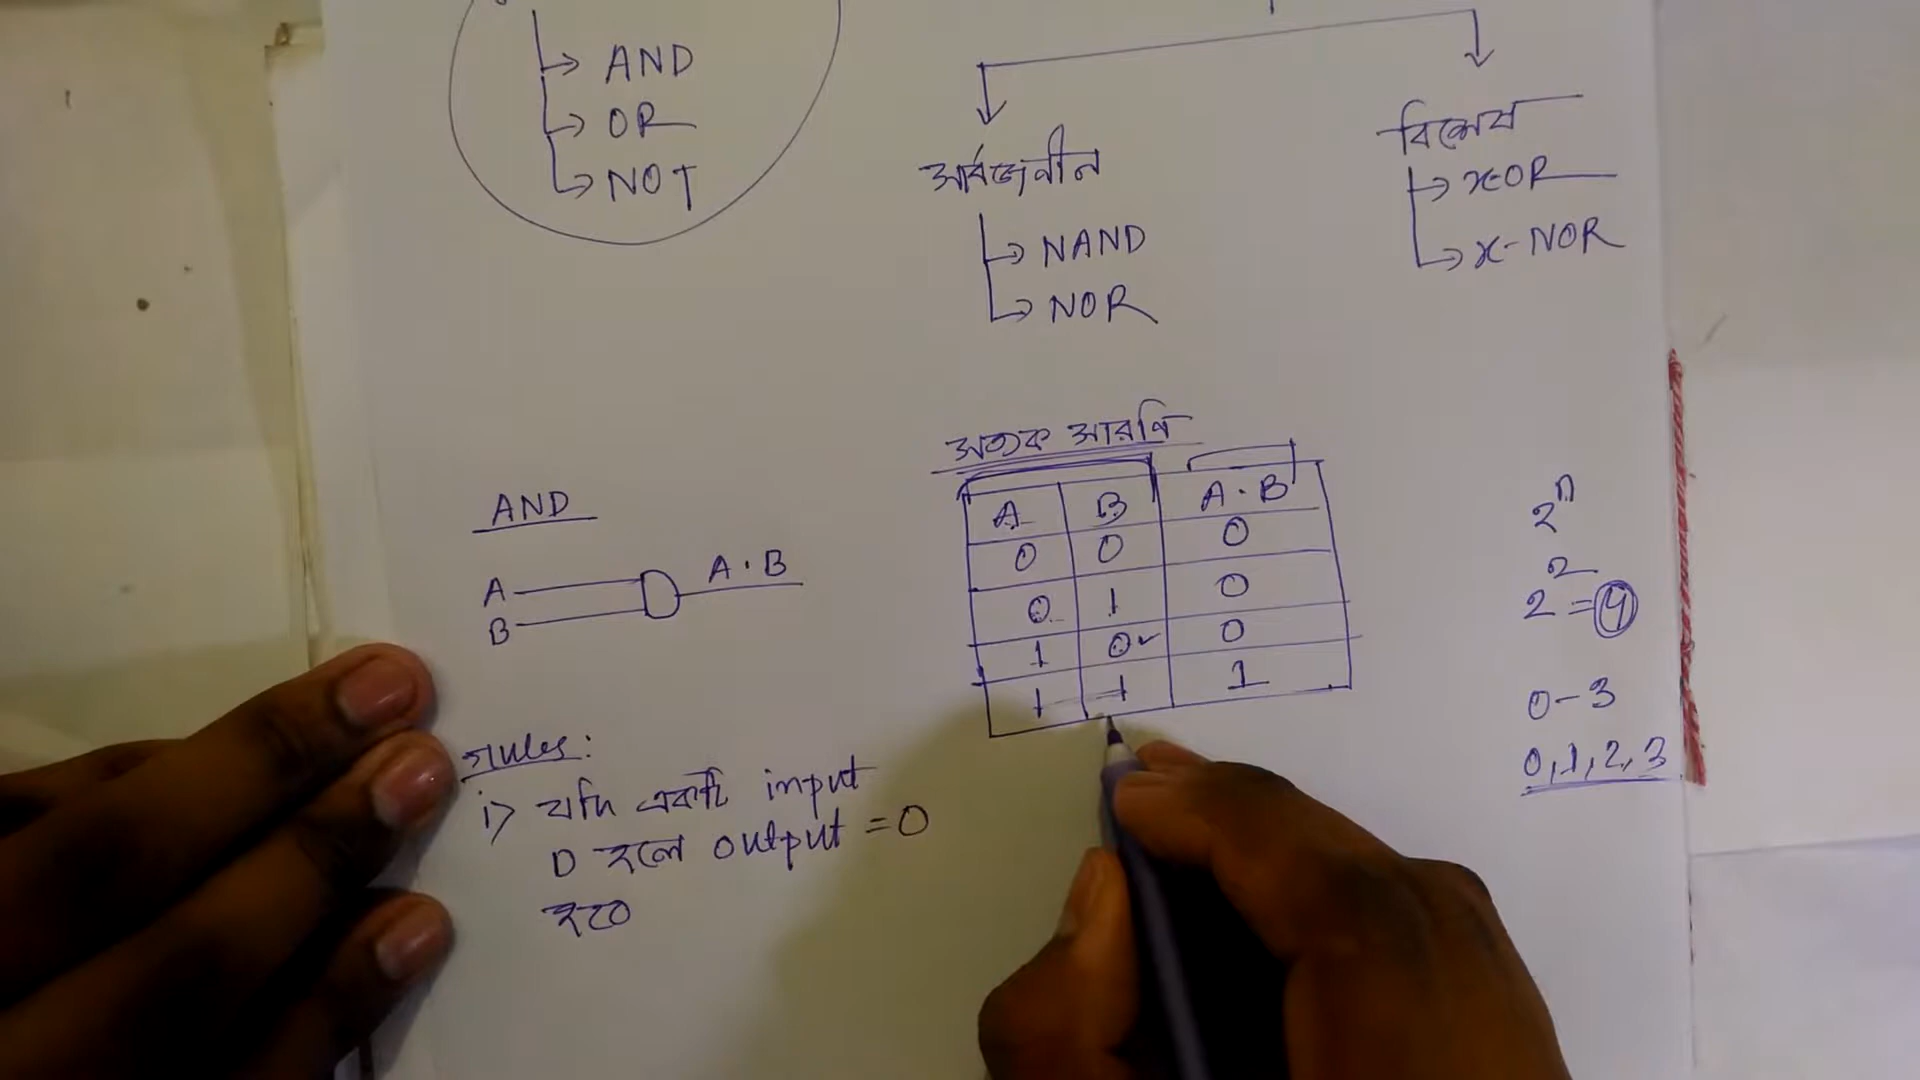 AND
OR
NOT
সার্বজনীন
NAND
NOR
বিশেষ
x-OR
x-NOR
AND
A
B
A·B
সত্যক সারণি
A B A·B
0 0 0
0 1 0
1 0 0
1 1 1
2ⁿ
2² = 4
0-3
0,1,2,3
rules:
i> যদি একটি input
0 হলে output = 0
হবে